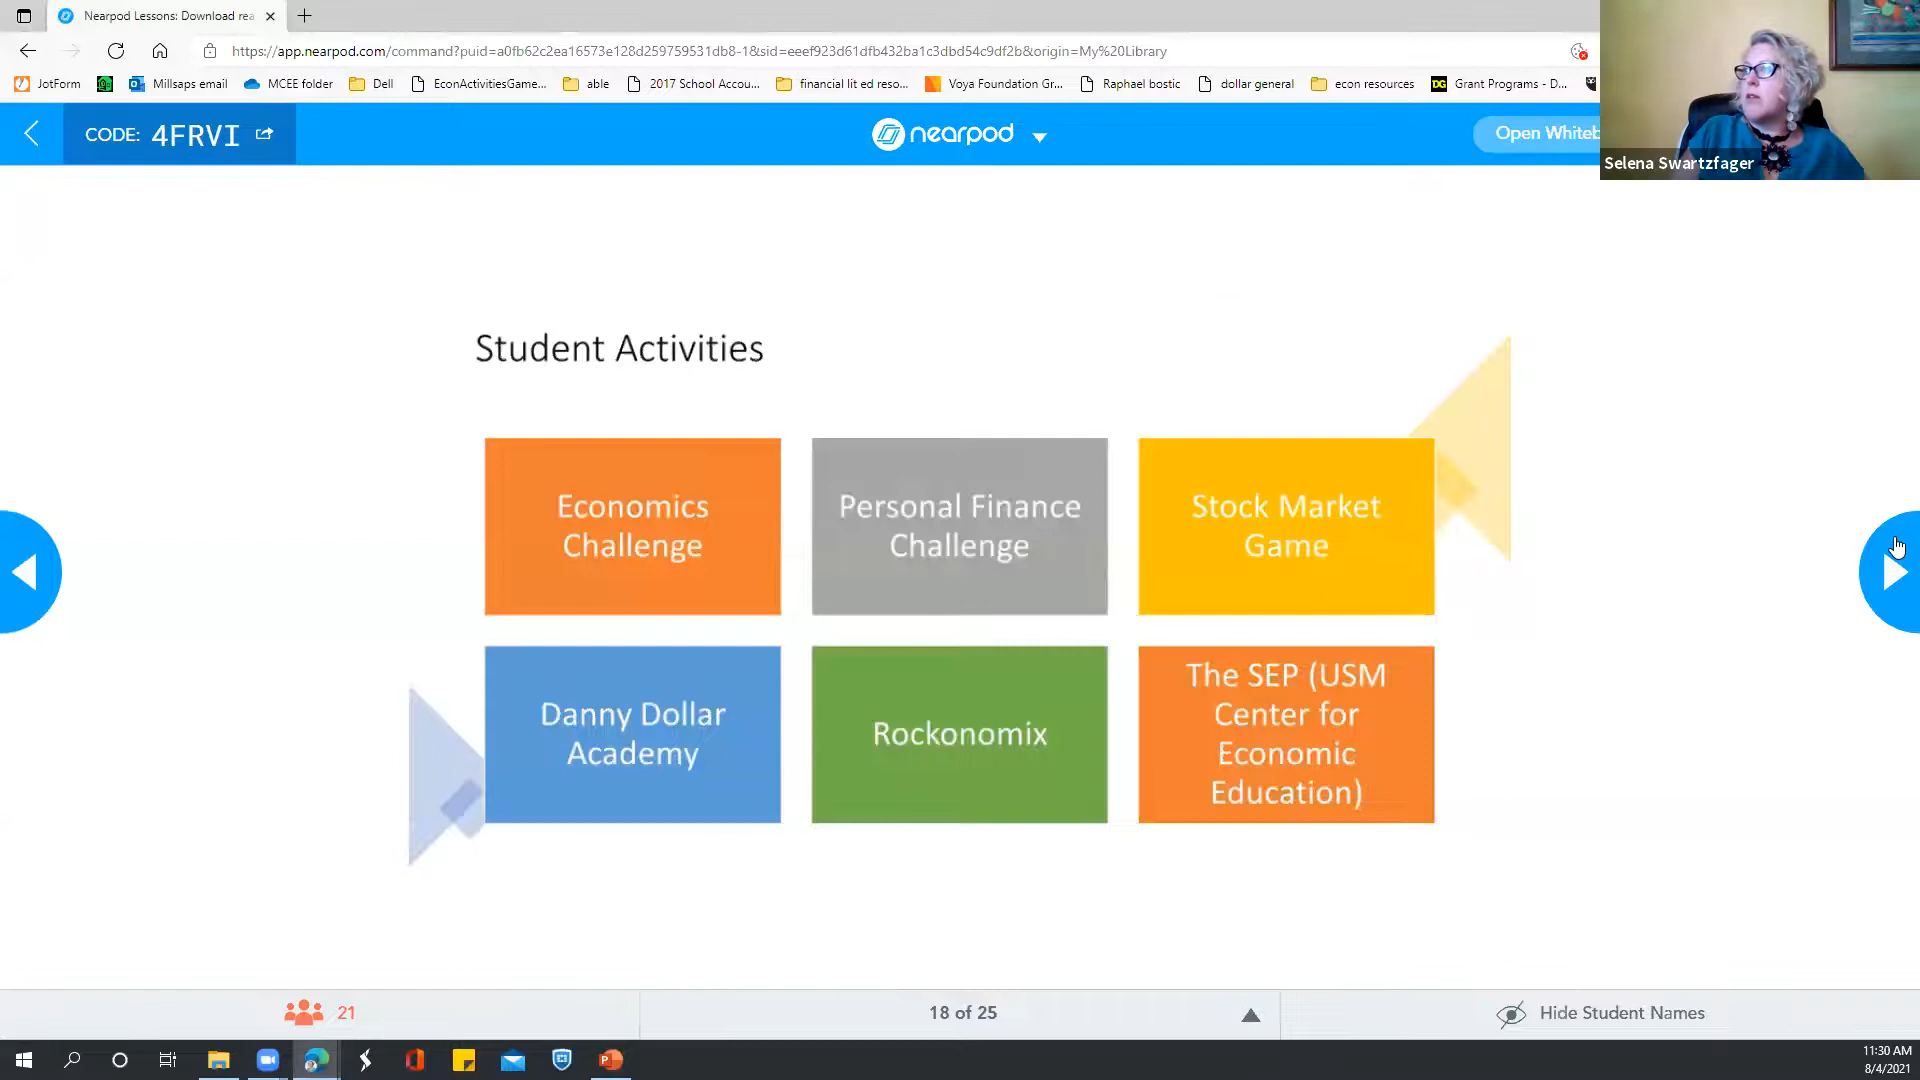 Nearpod Lessons: Download rea
https://app.nearpod.com/command?puid=a0fb62c2ea16573e128d259759531db8-1&sid=eeef923d61dfb432ba1c3dbd54c9df2b&origin=My%20Library
JotForm
Millsaps email
MCEE folder
Dell
EconActivitiesGame...
able
2017 School Accou...
financial lit ed reso...
Voya Foundation Gr...
Raphael bostic
dollar general
econ resources
DG
Grant Programs - D...
CODE: 4FRVI
nearpod
Open Whiteb
Selena Swartzfager
Student Activities
Economics
Challenge
Personal Finance
Challenge
Stock Market
Game
Danny Dollar
Academy
Rockonomix
The SEP (USM
Center for
Economic
Education)
21
18 of 25
Hide Student Names
11:30 AM
8/4/2021